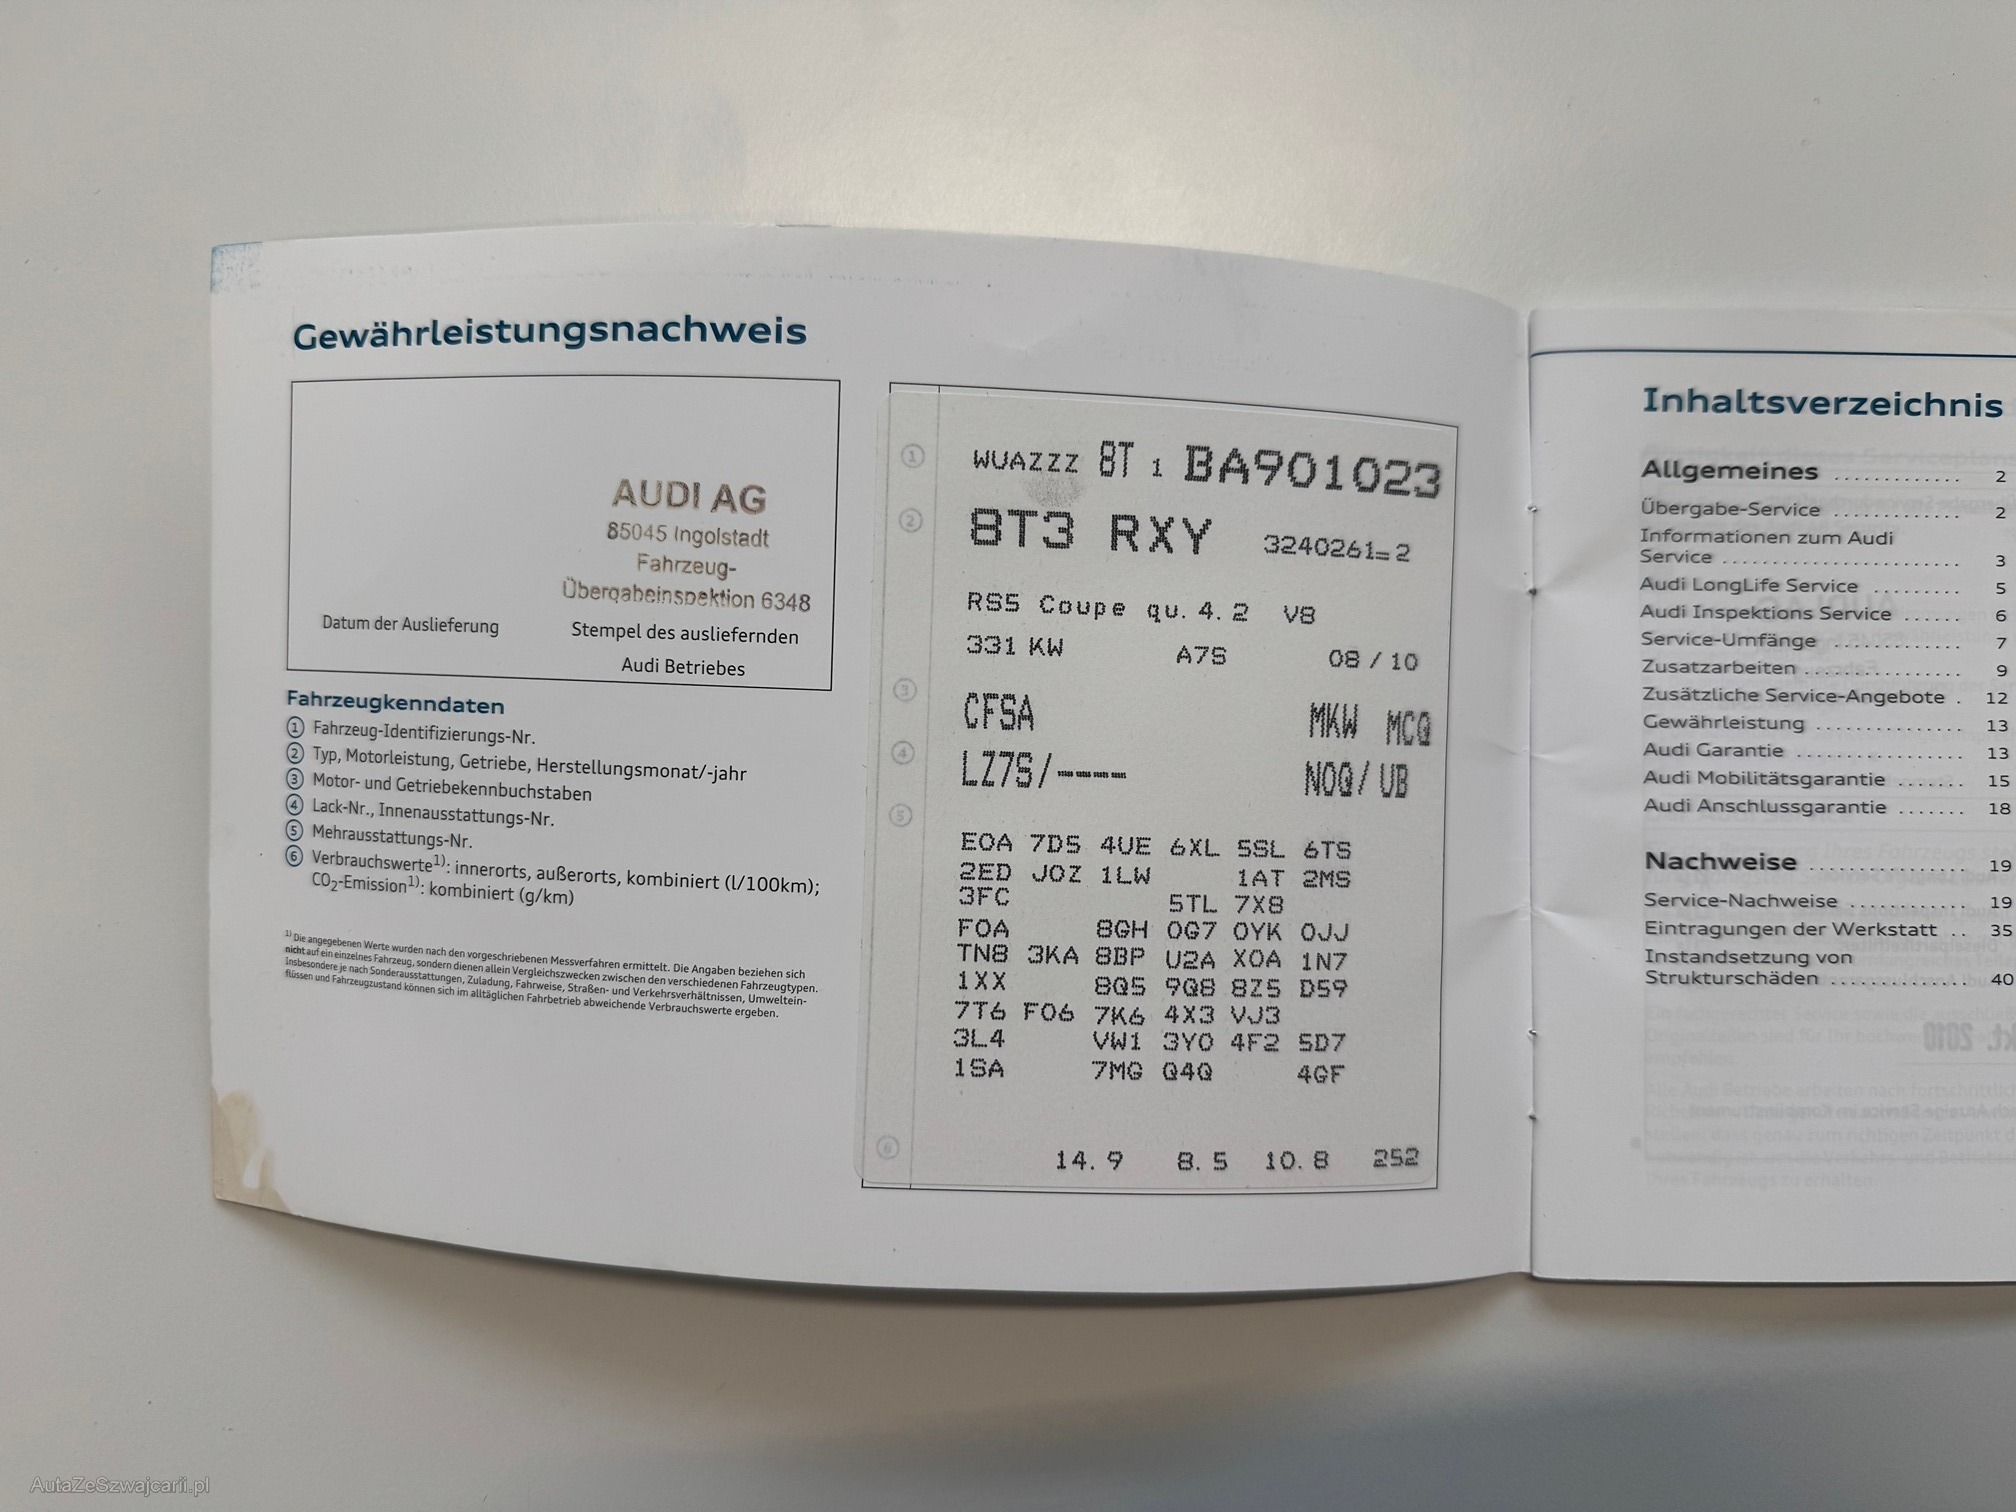 Gewährleistungsnachweis
AUDI AG
85045 Ingolstadt
Fahrzeug-
Übergabeinspektion 6348
Datum der Auslieferung
Stempel des ausliefernden
Audi Betriebes
Fahrzeugkenndaten
① Fahrzeug-Identifizierungs-Nr.
② Typ, Motorleistung, Getriebe, Herstellungsmonat/-jahr
③ Motor- und Getriebekennbuchstaben
④ Lack-Nr., Innenausstattungs-Nr.
⑤ Mehrausstattungs-Nr.
⑥ Verbrauchswerte1): innerorts, außerorts, kombiniert (l/100km);
CO2-Emission1): kombiniert (g/km)
1) Die angegebenen Werte wurden nach den vorgeschriebenen Messverfahren ermittelt. Die Angaben beziehen sich
nicht auf ein einzelnes Fahrzeug, sondern dienen allein Vergleichszwecken zwischen den verschiedenen Fahrzeugtypen.
Insbesondere je nach Sonderausstattungen, Zuladung, Fahrweise, Straßen- und Verkehrsverhältnissen, Umweltein-
flüssen und Fahrzeugzustand können sich im alltäglichen Fahrbetrieb abweichende Verbrauchswerte ergeben.
① WUAZZZ 8T 1 BA901023
② 8T3 RXY 3240261=2
RS5 Coupe qu. 4. 2 V8
331 KW A7S 08 / 10
③ CFSA MKW MCQ
④ LZ7S/---- N0Q/ UB
⑤
E0A 7D5 4UE 6XL 5SL 6TS
2ED J0Z 1LW 1AT 2MS
3FC 5TL 7X8
F0A 8GH 0G7 0YK 0JJ
TN8 3KA 8BP U2A X0A 1N7
1XX 8Q5 9Q8 8Z5 D59
7T6 F06 7K6 4X3 VJ3
3L4 VW1 3Y0 4F2 5D7
1SA 7MG Q4Q 4GF
⑥ 14. 9 8. 5 10. 8 252
Inhaltsverzeichnis
Allgemeines ............ 2
Übergabe-Service ............ 2
Informationen zum Audi
Service ............ 3
Audi LongLife Service ......... 5
Audi Inspektions Service ...... 6
Service-Umfänge ............ 7
Zusatzarbeiten ............ 9
Zusätzliche Service-Angebote . 12
Gewährleistung ............ 13
Audi Garantie ............ 13
Audi Mobilitätsgarantie ....... 15
Audi Anschlussgarantie ....... 18
Nachweise ............ 19
Service-Nachweise ............ 19
Eintragungen der Werkstatt .. 35
Instandsetzung von
Strukturschäden ............ 40
AutaZeSzwajcarii.pl